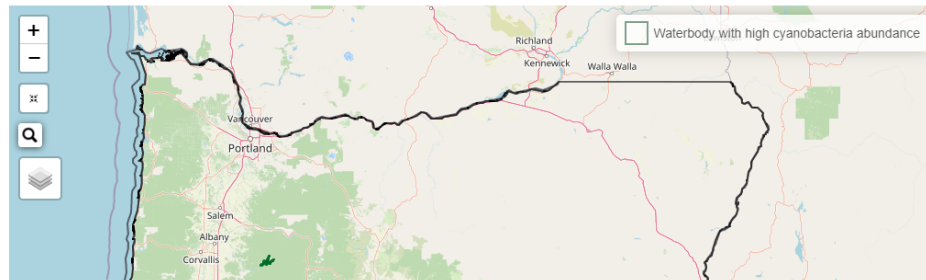 +
−
Waterbody with high cyanobacteria abundance
Richland
Kennewick
Walla Walla
Vancouver
Portland
Salem
Albany
Corvallis